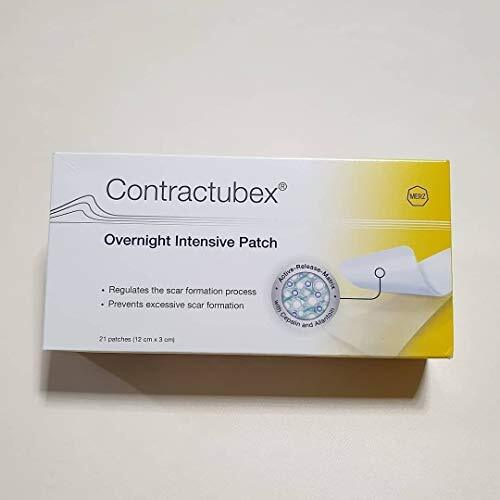 Contractubex®
MERZ
Overnight Intensive Patch
• Regulates the scar formation process
• Prevents excessive scar formation
Active-Release-Matrix
with Cepalin and Allantoin
21 patches (12 cm x 3 cm)